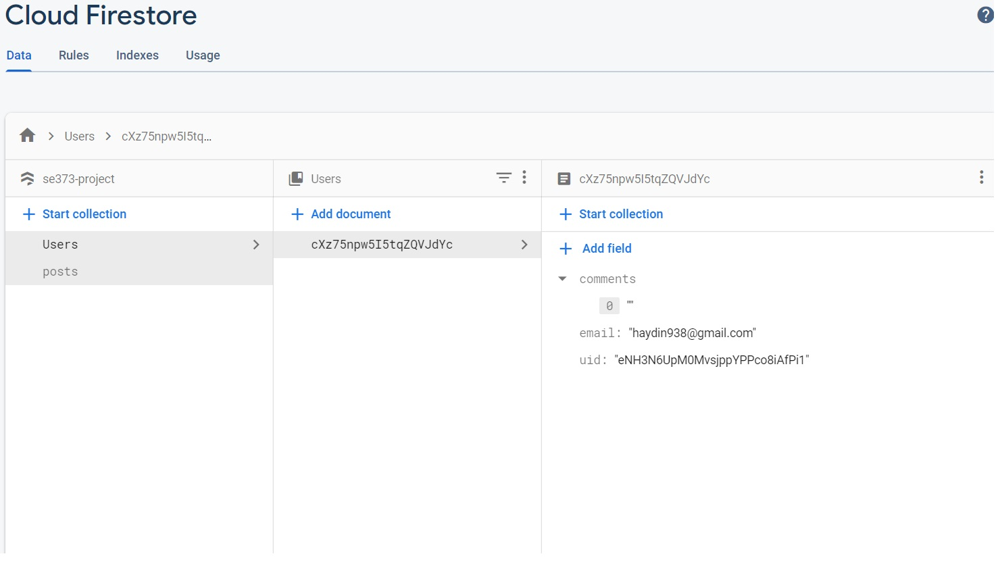 Cloud Firestore
?
Data Rules Indexes Usage
Users cXz75npw5I5tq...
se373-project Users cXz75npw5I5tqZQVJdYc
Start collection Add document Start collection
Users cXz75npw5I5tqZQVJdYc Add field
posts
comments
0 ""
email: "haydin938@gmail.com"
uid: "eNH3N6UpM0MvsjppYPPco8iAfPi1"